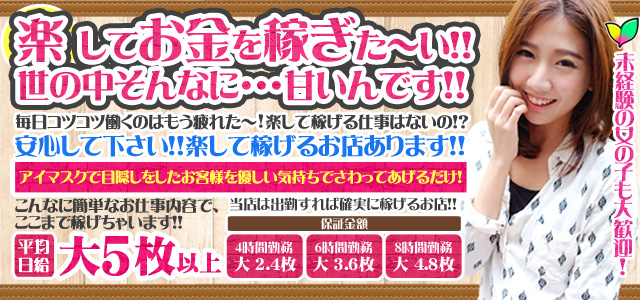 楽してお金を稼ぎた～い!!
世の中そんなに･･･甘いんです!!
毎日コツコツ働くのはもう疲れた～!楽して稼げる仕事はないの!?
安心して下さい!!楽して稼げるお店あります!!
アイマスクで目隠しをしたお客様を優しい気持ちでさわってあげるだけ!
こんなに簡単なお仕事内容で、
ここまで稼げちゃいます!!
平均
日給
大5枚以上
当店は出勤すれば確実に稼げるお店!!
保証金額
4時間勤務
大 2.4枚
6時間勤務
大 3.6枚
8時間勤務
大 4.8枚
未経験の女の子も大歓迎!